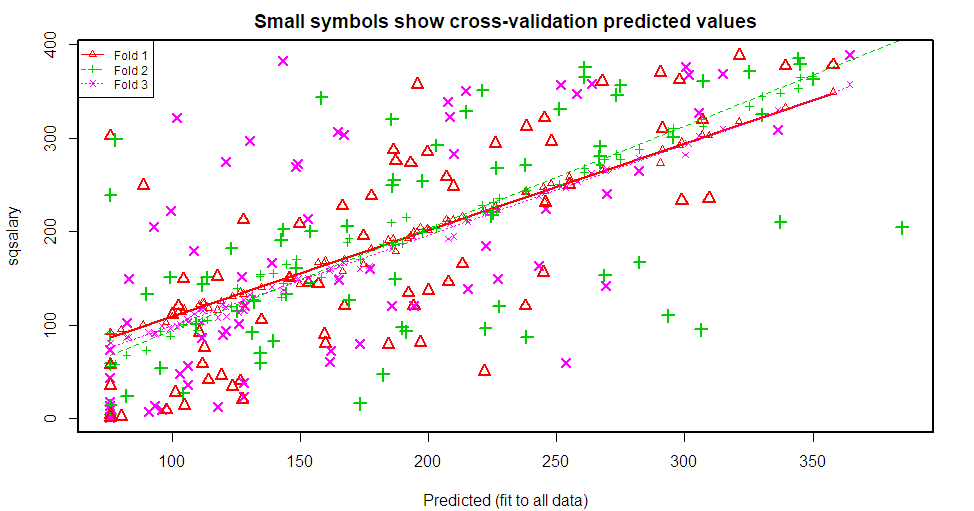 Small symbols show cross-validation predicted values
Fold 1
Fold 2
Fold 3
sqsalary
400
300
200
100
0
100 150 200 250 300 350
Predicted (fit to all data)